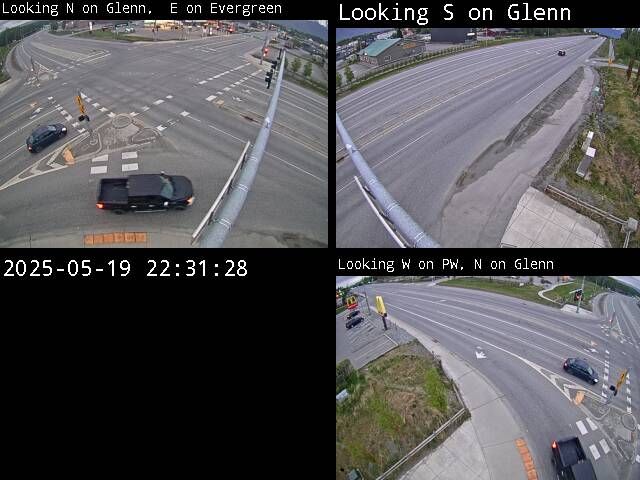 Looking N on Glenn,  E on Evergreen
Looking S on Glenn
2025-05-19 22:31:28
Looking W on PW, N on Glenn